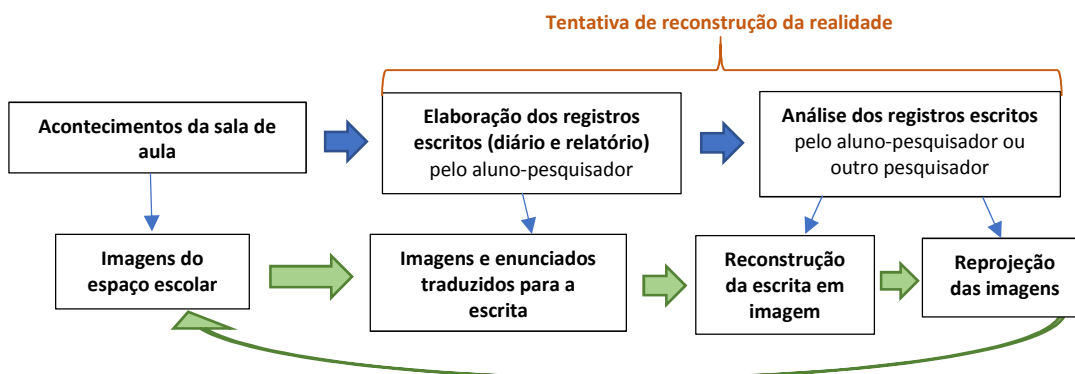 Tentativa de reconstrução da realidade
Acontecimentos da sala de
aula
Elaboração dos registros
escritos (diário e relatório)
pelo aluno-pesquisador
Análise dos registros escritos
pelo aluno-pesquisador ou
outro pesquisador
Imagens do
espaço escolar
Imagens e enunciados
traduzidos para a
escrita
Reconstrução
da escrita em
imagem
Reprojeção
das imagens